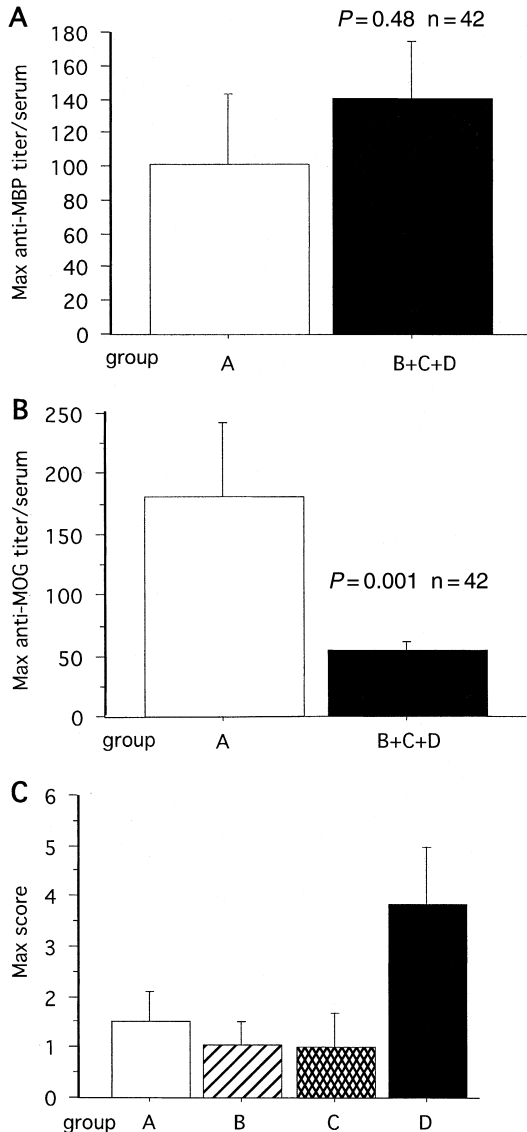 A
P = 0.48 n = 42
Max anti-MBP titer/serum
180
160
140
120
100
80
60
40
20
0
group A B+C+D
B
Max anti-MOG titer/serum
250
200
150
100
50
0
P = 0.001 n = 42
group A B+C+D
C
Max score
6
5
4
3
2
1
0
group A B C D